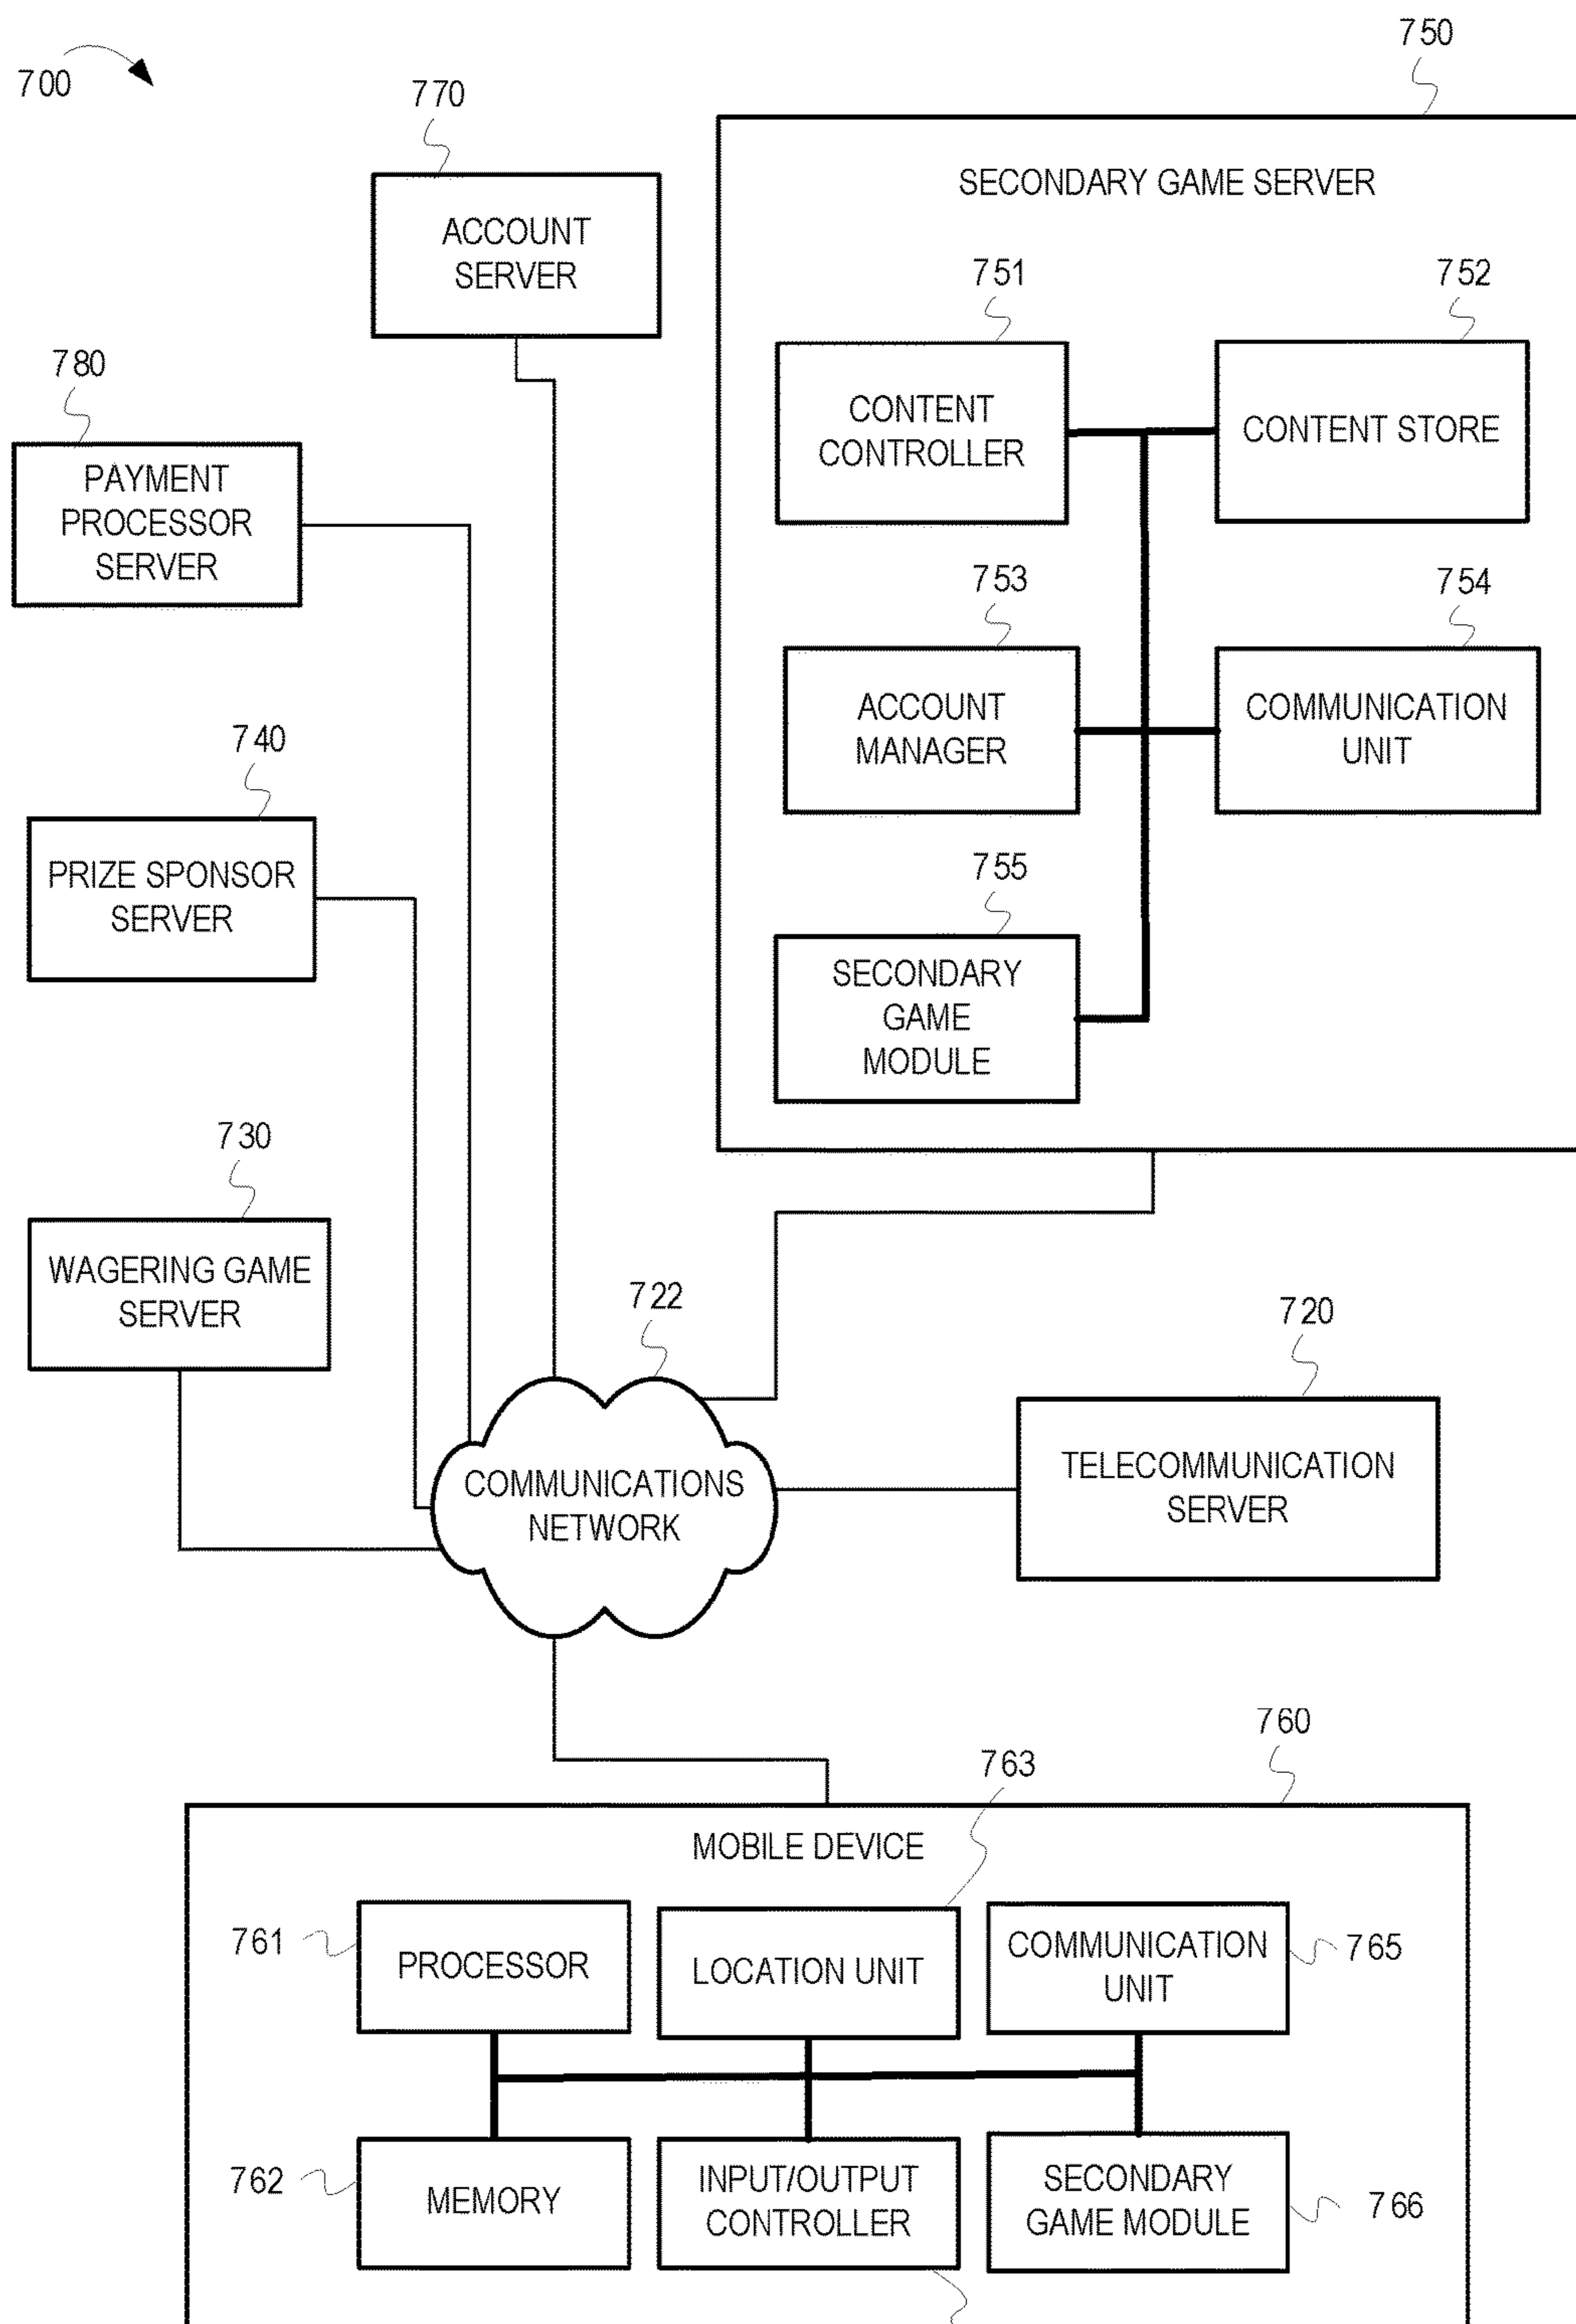 750
700
770
SECONDARY GAME SERVER
ACCOUNT
SERVER
751
752
CONTENT
CONTROLLER
CONTENT STORE
780
PAYMENT
PROCESSOR
SERVER
753
754
ACCOUNT
MANAGER
COMMUNICATION
UNIT
740
PRIZE SPONSOR
SERVER
755
SECONDARY
GAME
MODULE
730
WAGERING GAME
SERVER
722
720
COMMUNICATIONS
NETWORK
TELECOMMUNICATION
SERVER
760
763
MOBILE DEVICE
761
PROCESSOR
LOCATION UNIT
COMMUNICATION
UNIT
765
762
MEMORY
INPUT/OUTPUT
CONTROLLER
SECONDARY
GAME MODULE
766